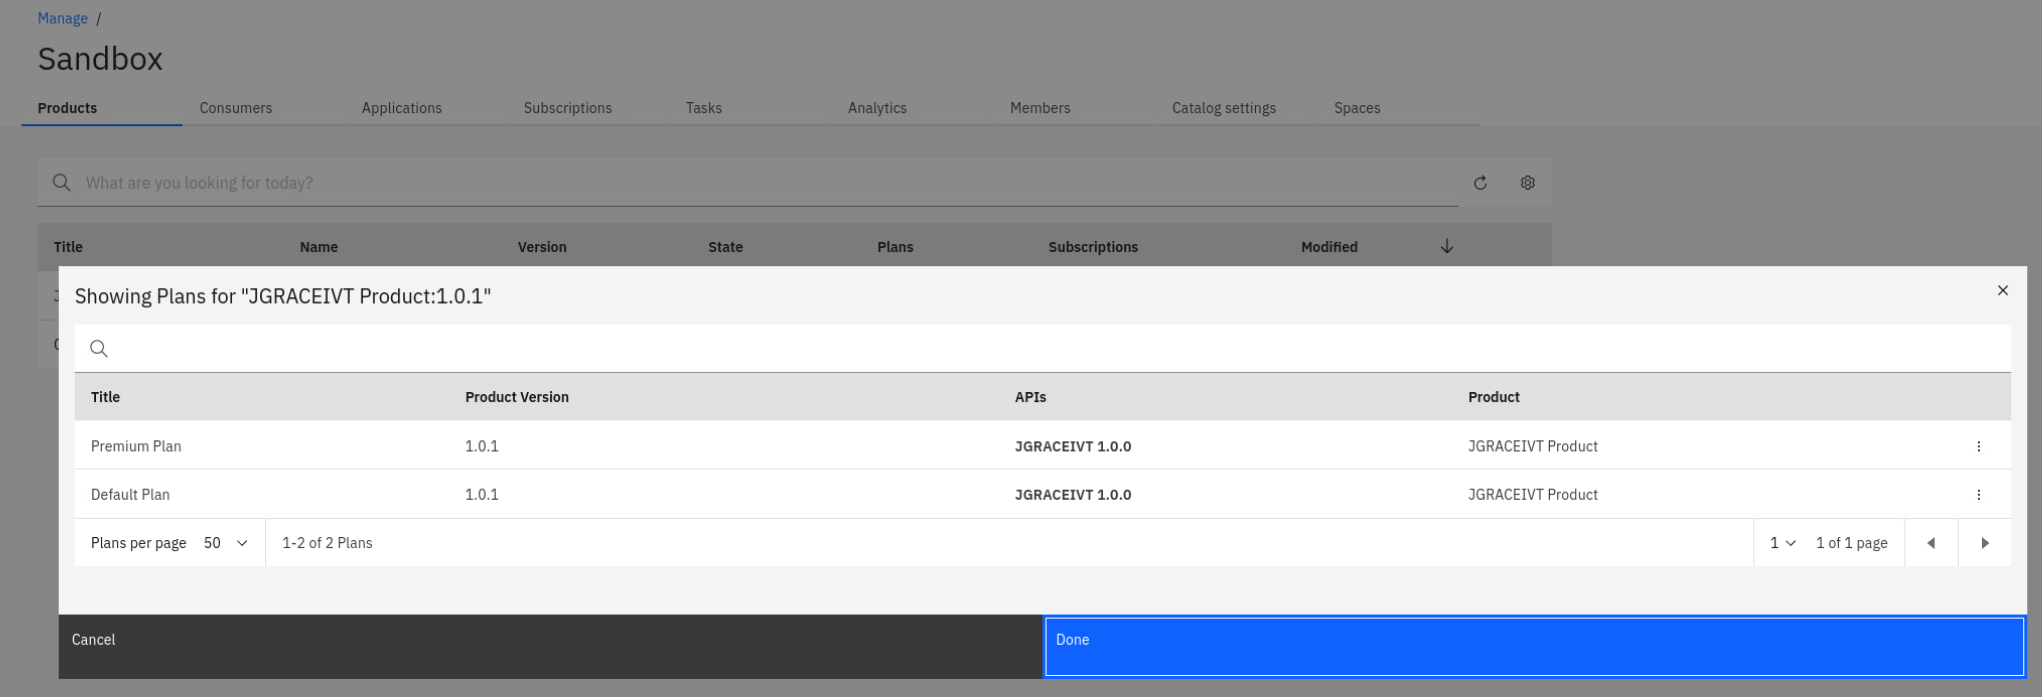 Manage /
Sandbox
Products Consumers Applications Subscriptions Tasks Analytics Members Catalog settings Spaces
What are you looking for today?
Title Name Version State Plans Subscriptions Modified
Showing Plans for "JGRACEIVT Product:1.0.1"
Title Product Version APIs Product
Premium Plan 1.0.1 JGRACEIVT 1.0.0 JGRACEIVT Product
Default Plan 1.0.1 JGRACEIVT 1.0.0 JGRACEIVT Product
Plans per page 50 1-2 of 2 Plans 1 1 of 1 page
Cancel Done